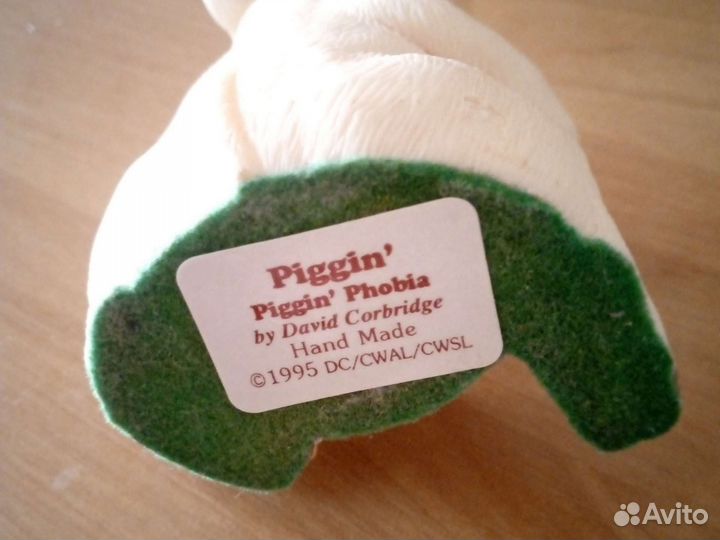 Piggin'
Piggin' Phobia
by David Corbridge
Hand Made
©1995 DC/CWAL/CWSL
Avito